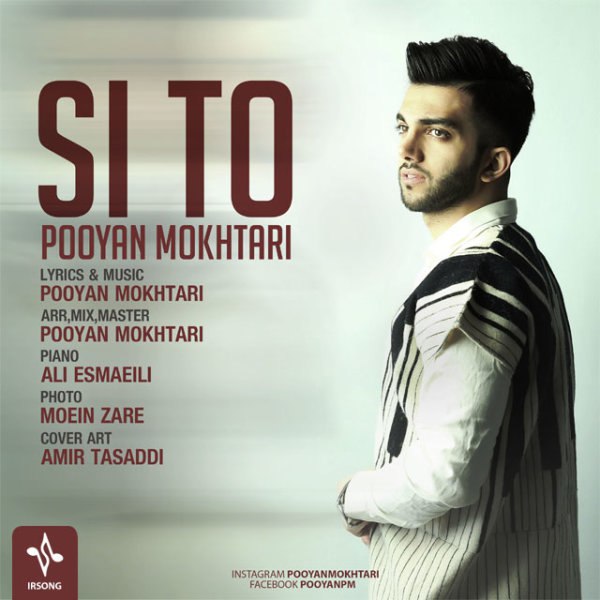 SI TO
POOYAN MOKHTARI
LYRICS & MUSIC
POOYAN MOKHTARI
ARR,MIX,MASTER
POOYAN MOKHTARI
PIANO
ALI ESMAEILI
PHOTO
MOEIN ZARE
COVER ART
AMIR TASADDI
IRSONG
INSTAGRAM POOYANMOKHTARI
FACEBOOK POOYANPM